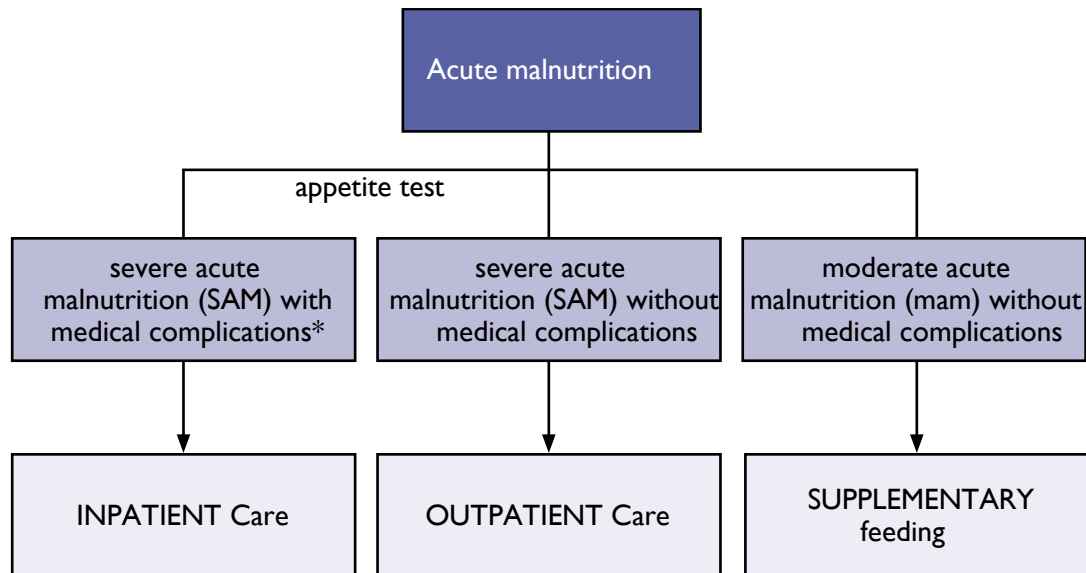 Acute malnutrition
appetite test
severe acute
malnutrition (SAM) with
medical complications*
severe acute
malnutrition (SAM) without
medical complications
moderate acute
malnutrition (mam) without
medical complications
INPATIENT Care
OUTPATIENT Care
SUPPLEMENTARY
feeding